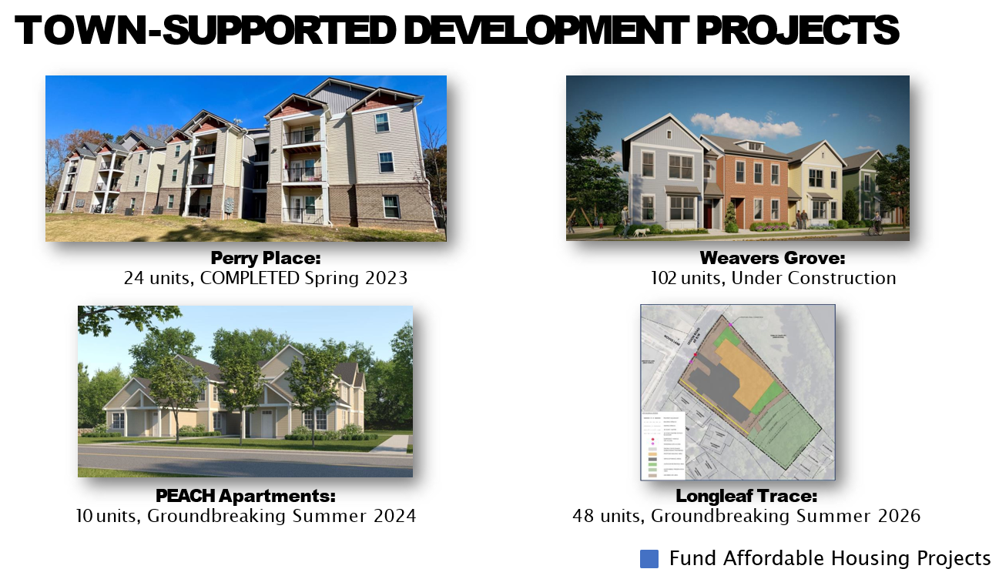 TOWN-SUPPORTED DEVELOPMENT PROJECTS
Perry Place:
24 units, COMPLETED Spring 2023
Weavers Grove:
102 units, Under Construction
PEACH Apartments:
10 units, Groundbreaking Summer 2024
Longleaf Trace:
48 units, Groundbreaking Summer 2026
Fund Affordable Housing Projects